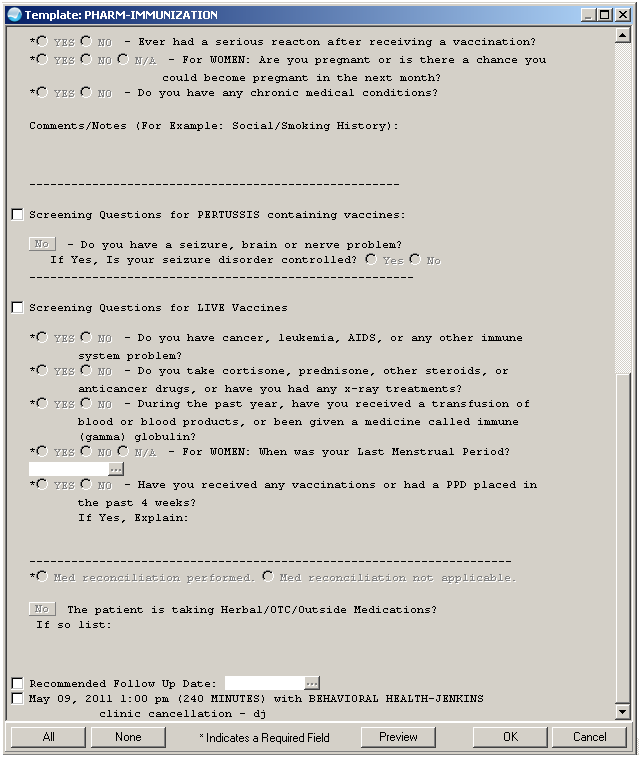 Template: PHARM-IMMUNIZATION
* YES NO - Ever had a serious reacton after receiving a vaccination?
* YES NO N/A - For WOMEN: Are you pregnant or is there a chance you
could become pregnant in the next month?
* YES NO - Do you have any chronic medical conditions?
Comments/Notes (For Example: Social/Smoking History):
-----------------------------------------------------
Screening Questions for PERTUSSIS containing vaccines:
No - Do you have a seizure, brain or nerve problem?
If Yes, Is your seizure disorder controlled? Yes No
-------------------------------------------------------
Screening Questions for LIVE Vaccines
* YES NO - Do you have cancer, leukemia, AIDS, or any other immune
system problem?
* YES NO - Do you take cortisone, prednisone, other steroids, or
anticancer drugs, or have you had any x-ray treatments?
* YES NO - During the past year, have you received a transfusion of
blood or blood products, or been given a medicine called immune
(gamma) globulin?
* YES NO N/A - For WOMEN: When was your Last Menstrual Period?
...
* YES NO - Have you received any vaccinations or had a PPD placed in
the past 4 weeks?
If Yes, Explain:
---------------------------------------------------------------------
* Med reconciliation performed. Med reconciliation not applicable.
No The patient is taking Herbal/OTC/Outside Medications?
If so list:
Recommended Follow Up Date: ...
May 09, 2011 1:00 pm (240 MINUTES) with BEHAVIORAL HEALTH-JENKINS
clinic cancellation - dj
All None * Indicates a Required Field Preview OK Cancel